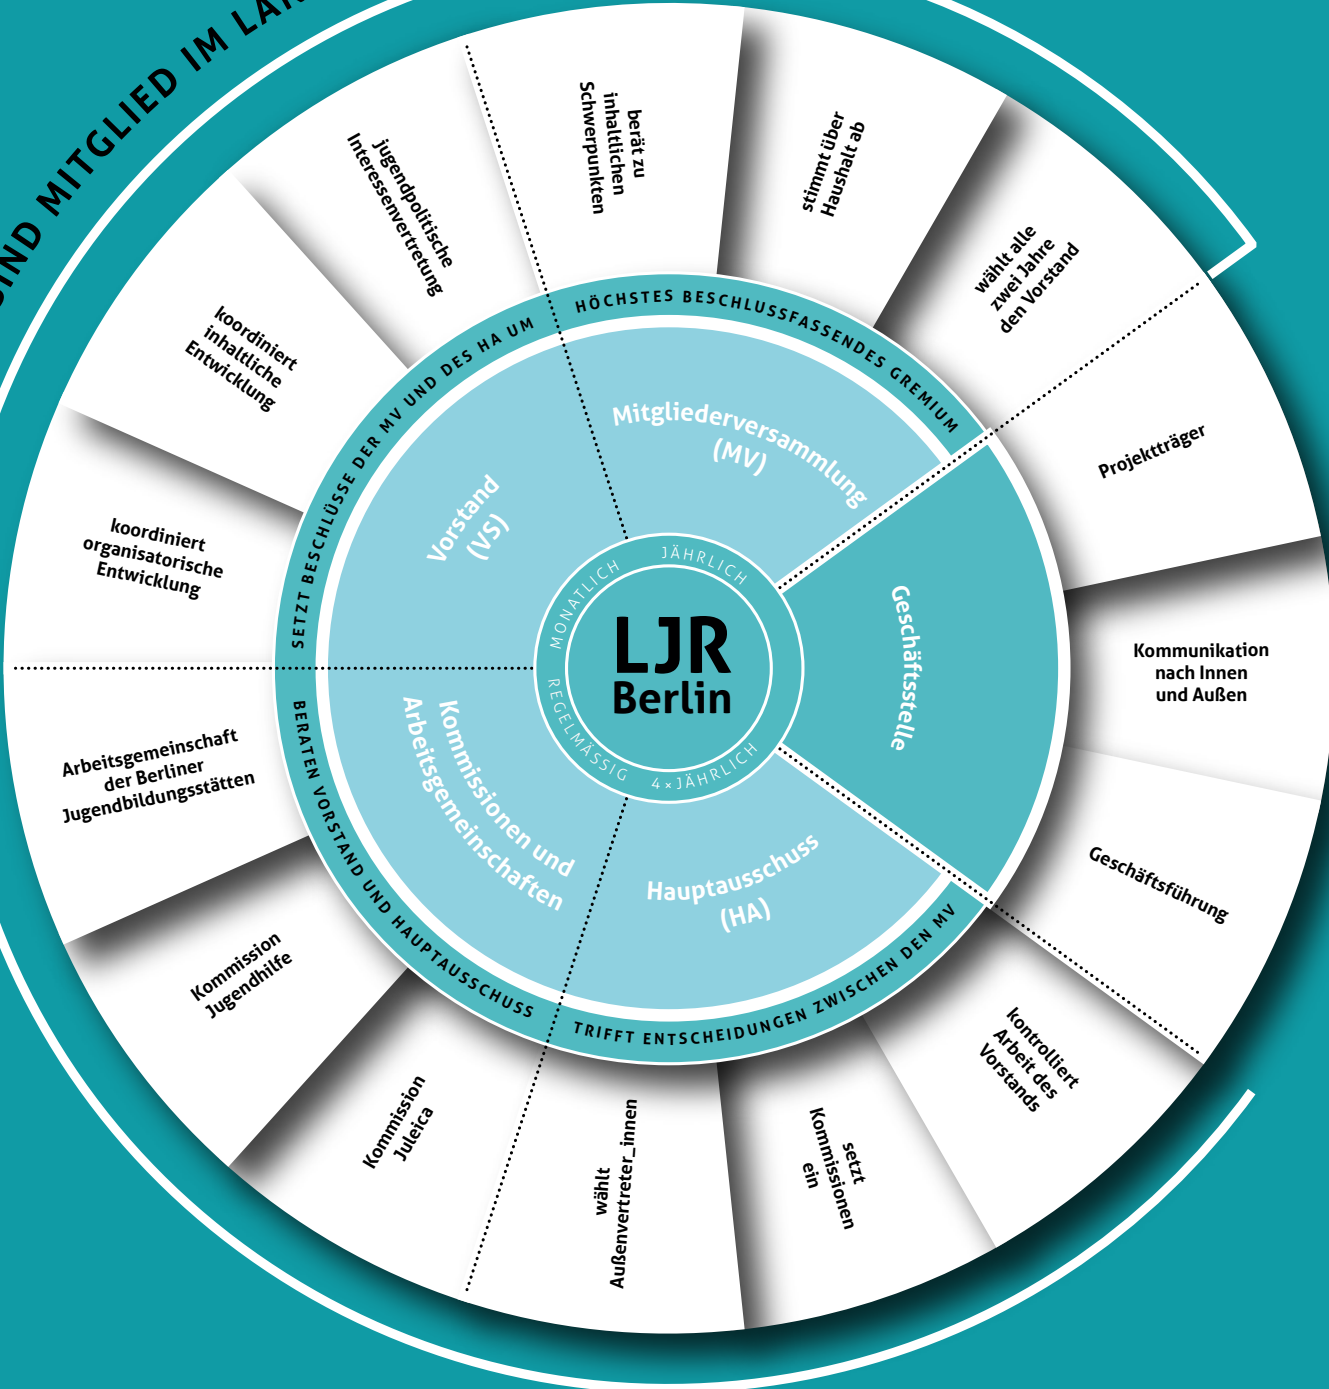 SIND MITGLIED IM
berät zu
inhaltlichen
Schwerpunkten
stimmt über
Haushalt ab
wählt alle
zwei Jahre
den Vorstand
Projektträger
Kommunikation
nach Innen
und Außen
Geschäftsführung
kontrolliert
Arbeit des
Vorstands
setzt
Kommissionen
ein
wählt
Außenvertreter_innen
Kommission
Juleica
Kommission
Jugendhilfe
Arbeitsgemeinschaft
der Berliner
Jugendbildungsstätten
koordiniert
organisatorische
Entwicklung
koordiniert
inhaltliche
Entwicklung
jugendpolitische
Interessenvertretung
HÖCHSTES BESCHLUSSFASSENDES GREMIUM
TRIFFT ENTSCHEIDUNGEN ZWISCHEN DEN MV
BERATEN VORSTAND UND HAUPTAUSSCHUSS
SETZT BESCHLÜSSE DER MV UND DES HA UM
Mitgliederversammlung
(MV)
Geschäftsstelle
Hauptausschuss
(HA)
Kommissionen und
Arbeitsgemeinschaften
Vorstand
(VS)
JÄHRLICH
4×JÄHRLICH
REGELMÄSSIG
MONATLICH
LJR
Berlin